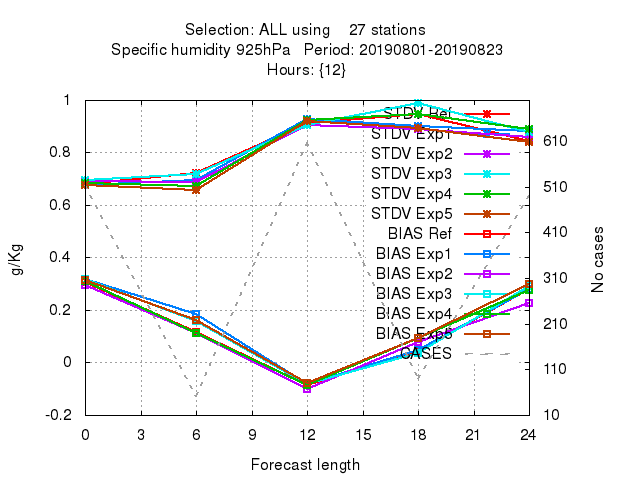 Selection: ALL using 27 stations
Specific humidity 925hPa Period: 20190801-20190823
Hours: {12}
1
0.8
0.6
0.4
0.2
0
-0.2
g/Kg
STDV Ref
STDV Exp1
STDV Exp2
STDV Exp3
STDV Exp4
STDV Exp5
BIAS Ref
BIAS Exp1
BIAS Exp2
BIAS Exp3
BIAS Exp4
BIAS Exp5
CASES
610
510
410
310
210
110
10
No cases
0 3 6 9 12 15 18 21 24
Forecast length